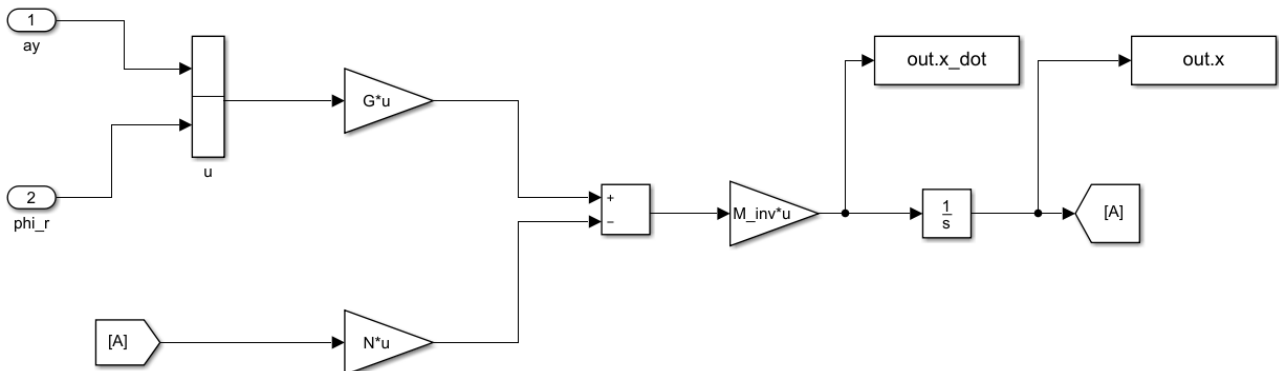 1
ay
2
phi_r
u
G*u
[A]
N*u
+
−
M_inv*u
out.x_dot
1
s
out.x
[A]